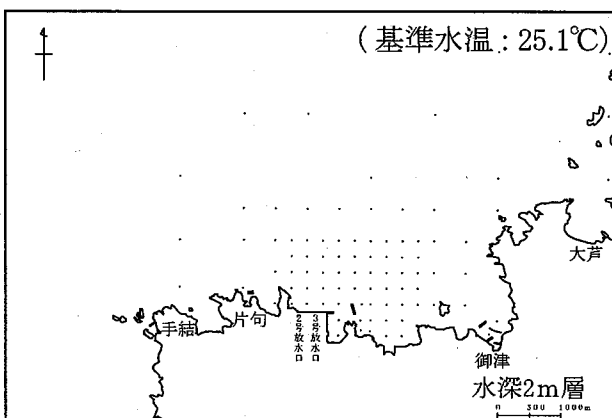 (基準水温:25.1℃)
大芦
手結
片句
2号放水口
3号放水口
御津
水深2m層
0 500 1000m